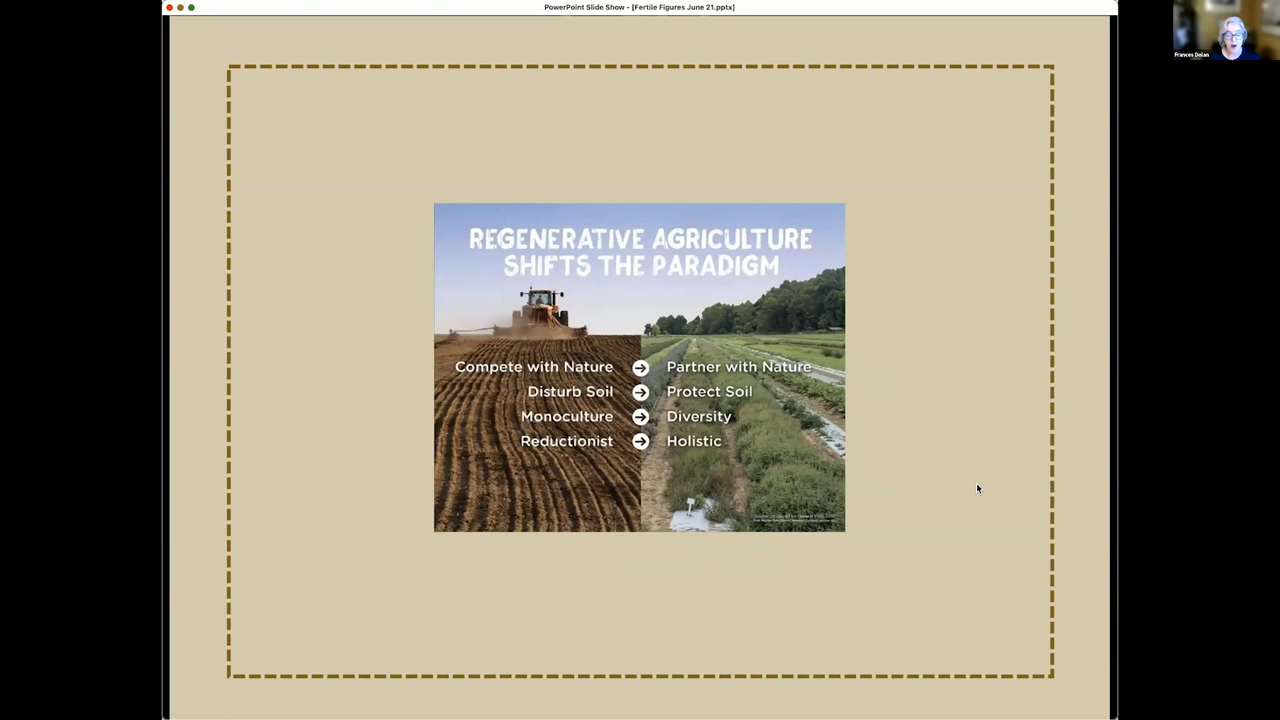 PowerPoint Slide Show - [Fertile Figures June 21.pptx]
Frances Dolan
REGENERATIVE AGRICULTURE
SHIFTS THE PARADIGM
Compete with Nature Partner with Nature
Disturb Soil Protect Soil
Monoculture Diversity
Reductionist Holistic